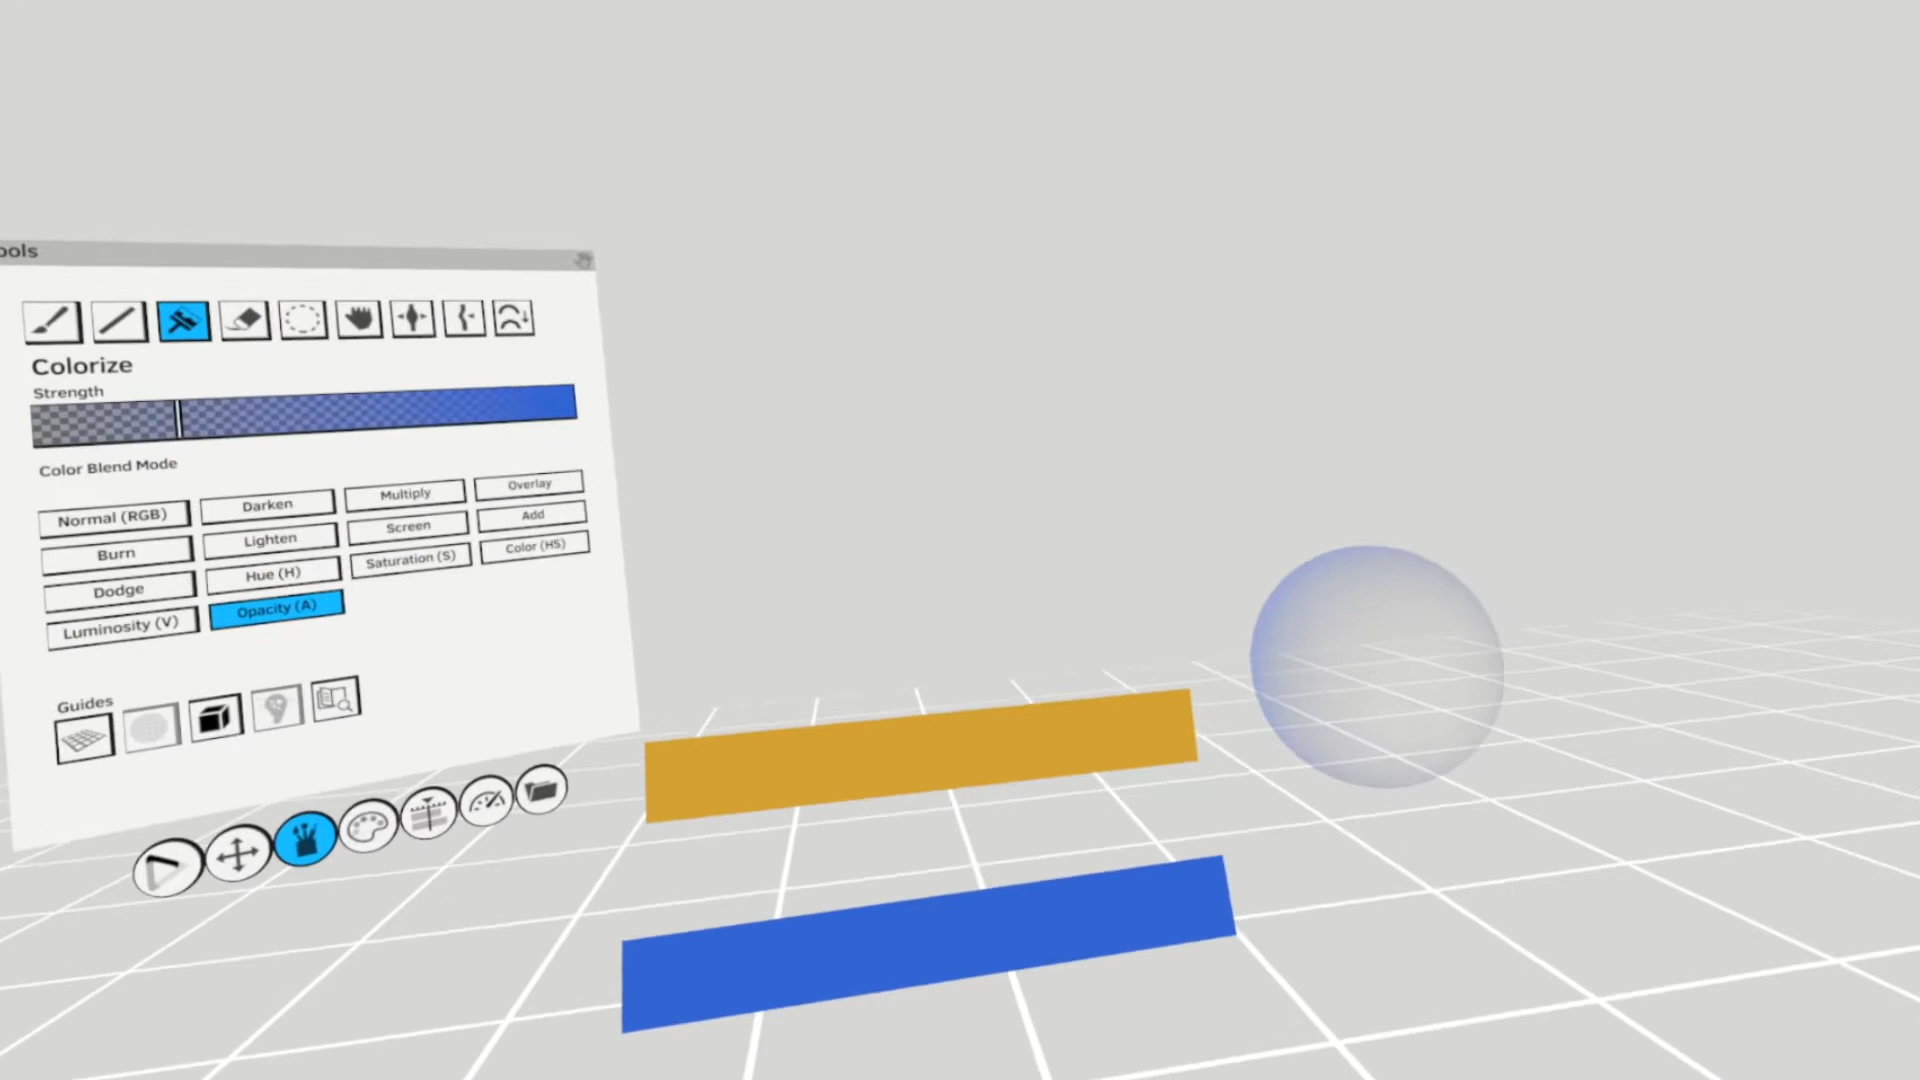 ools
Colorize
Strength
Color Blend Mode
Normal (RGB) Darken Multiply Overlay
Burn Lighten Screen Add
Dodge Hue (H) Saturation (S) Color (HS)
Luminosity (V) Opacity (A)
Guides